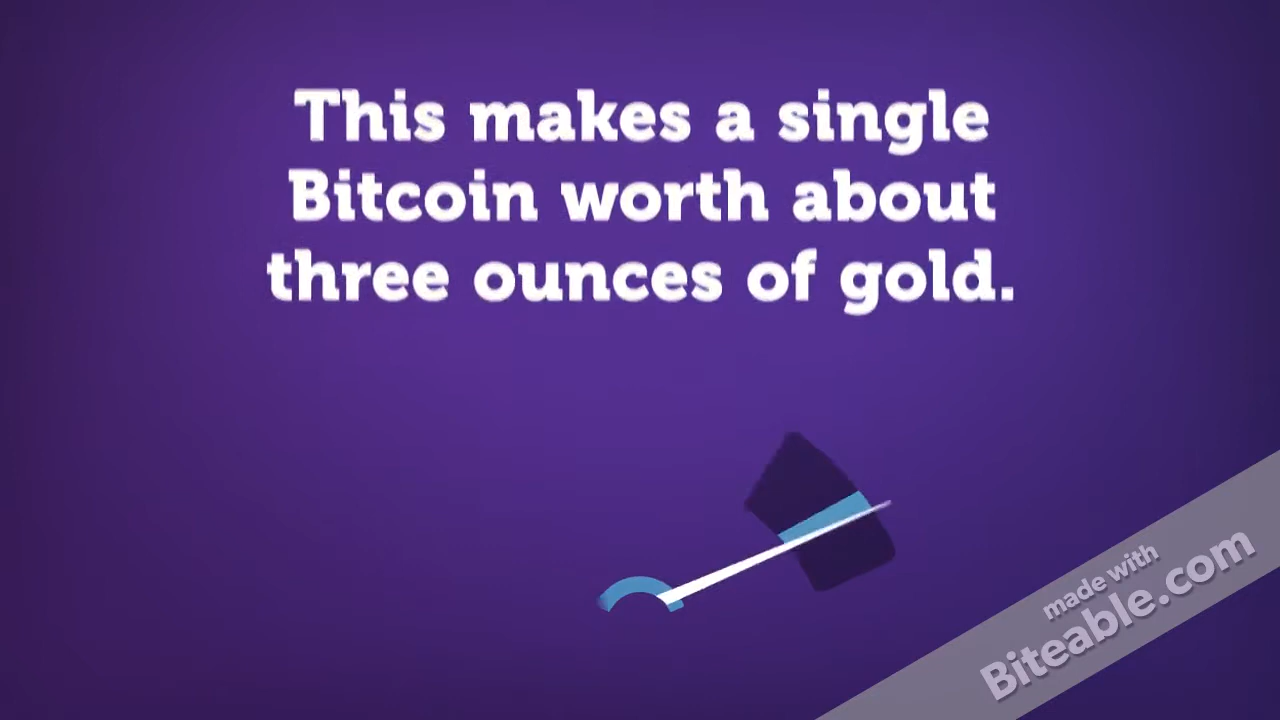 This makes a single
Bitcoin worth about
three ounces of gold.
made with
Biteable.com